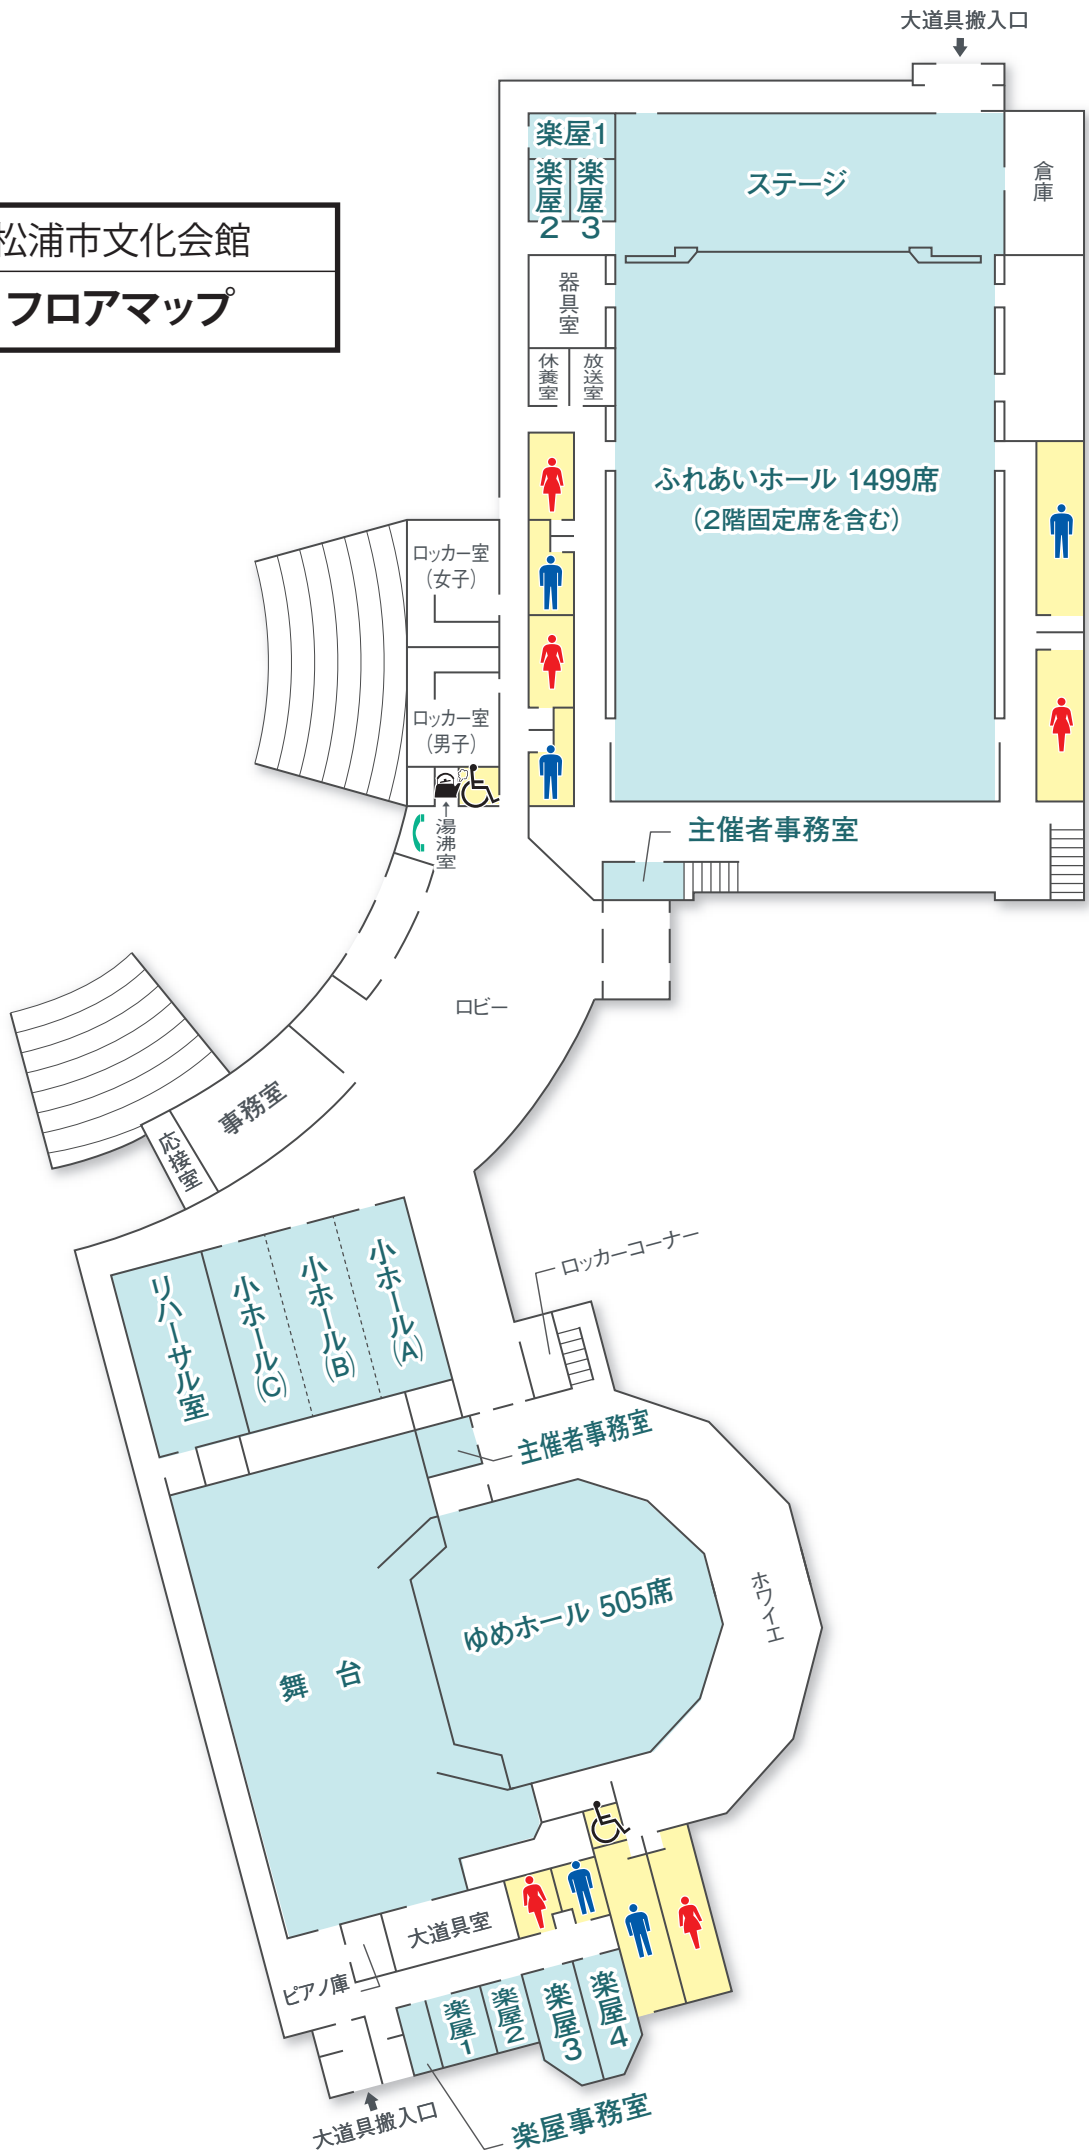 大道具搬入口
楽屋1
楽屋2
楽屋3
ステージ
倉庫
松浦市文化会館
フロアマップ
器具室
休養室
放送室
ふれあいホール 1499席
(2階固定席を含む)
ロッカー室
(女子)
ロッカー室
(男子)
湯沸室
主催者事務室
ロビー
事務室
応接室
ロッカーコーナー
リハーサル室
小ホール(C)
小ホール(B)
小ホール(A)
主催者事務室
ホワイエ
ゆめホール 505席
舞 台
大道具室
ピアノ庫
楽屋1
楽屋2
楽屋3
楽屋4
大道具搬入口
楽屋事務室